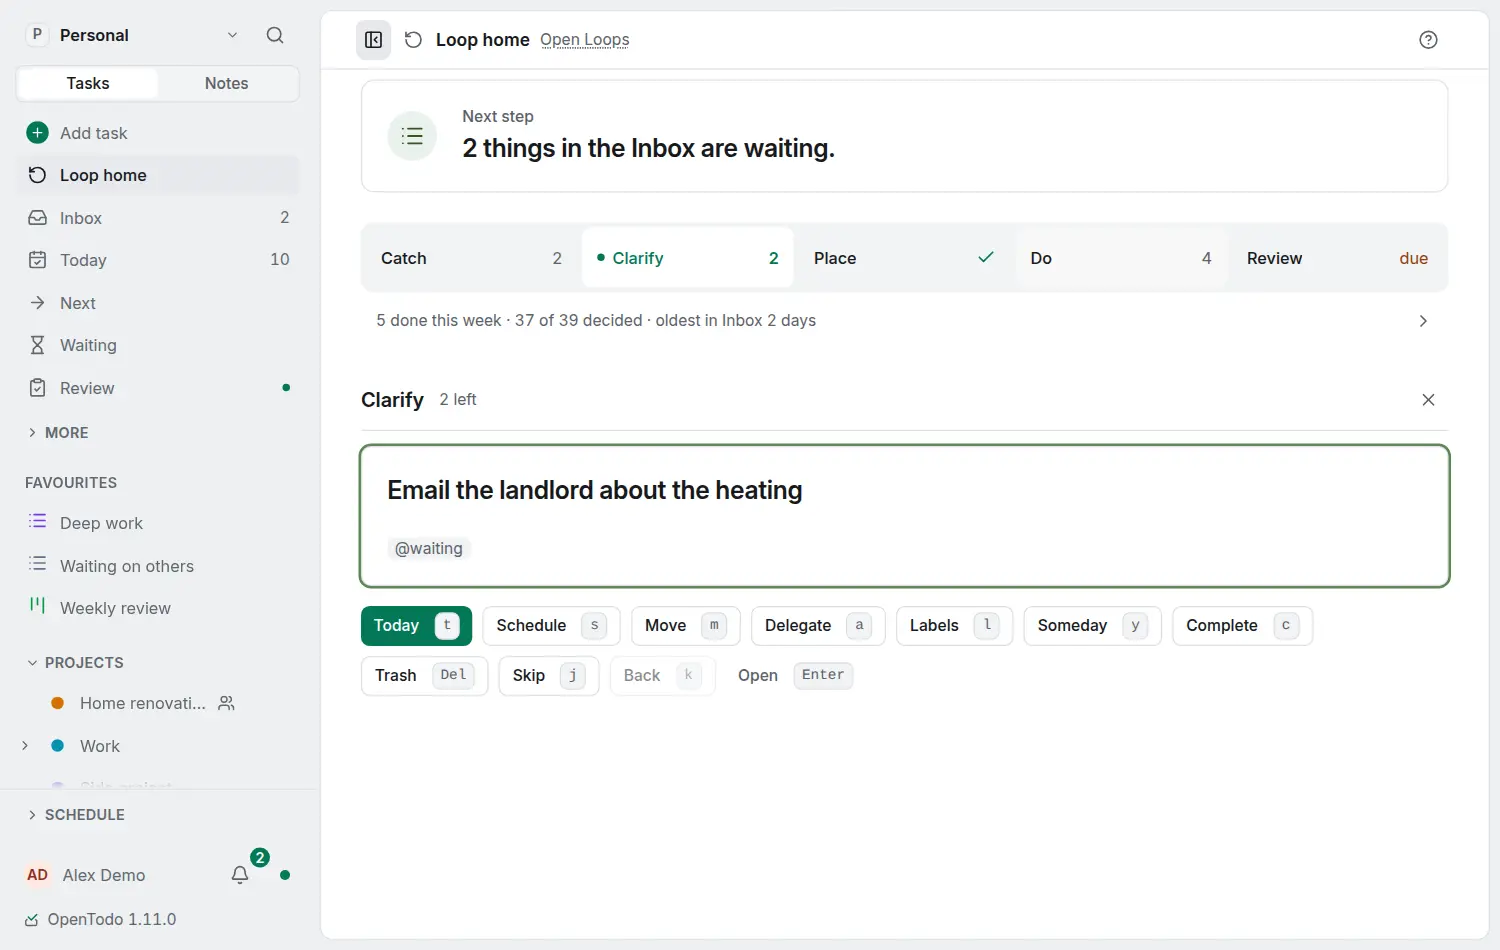 P Personal
Tasks Notes
Add task
Loop home
Inbox 2
Today 10
Next
Waiting
Review
MORE
FAVOURITES
Deep work
Waiting on others
Weekly review
PROJECTS
Home renovati...
Work
SCHEDULE
AD Alex Demo 2
OpenTodo 1.11.0
Loop home Open Loops
Next step
2 things in the Inbox are waiting.
Catch 2 Clarify 2 Place Do 4 Review due
5 done this week · 37 of 39 decided · oldest in Inbox 2 days
Clarify 2 left
Email the landlord about the heating
@waiting
Today t Schedule s Move m Delegate a Labels l Someday y Complete c
Trash Del Skip j Back k Open Enter